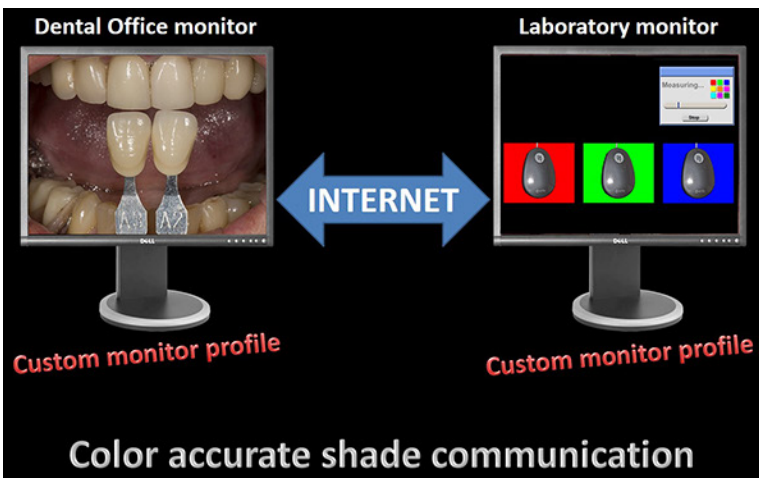 Dental Office monitor
Laboratory monitor
Measuring...
Stop
A1 A2
INTERNET
DELL
DELL
Custom monitor profile
Custom monitor profile
Color accurate shade communication